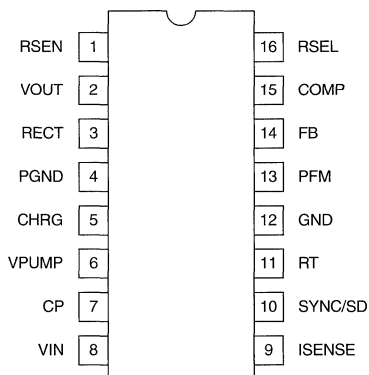 RSEN 1 16 RSEL
VOUT 2 15 COMP
RECT 3 14 FB
PGND 4 13 PFM
CHRG 5 12 GND
VPUMP 6 11 RT
CP 7 10 SYNC/SD
VIN 8 9 ISENSE